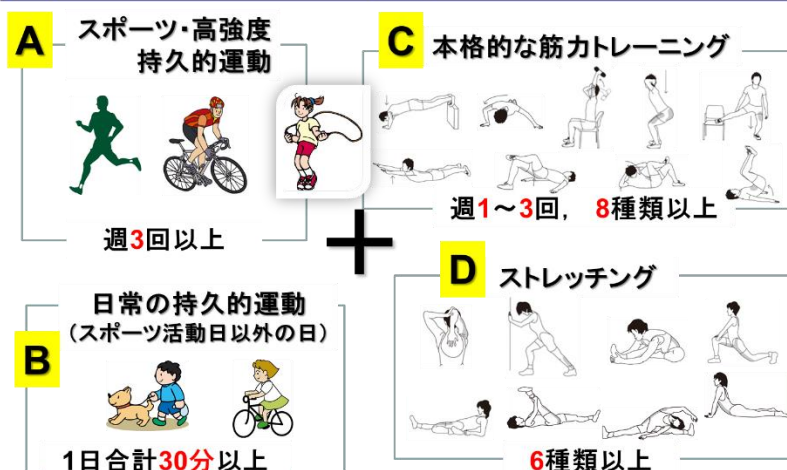 A
スポーツ・高強度
持久的運動
週3回以上
B
日常の持久的運動
（スポーツ活動日以外の日）
1日合計30分以上
＋
C
本格的な筋力トレーニング
週1～3回， 8種類以上
D
ストレッチング
6種類以上